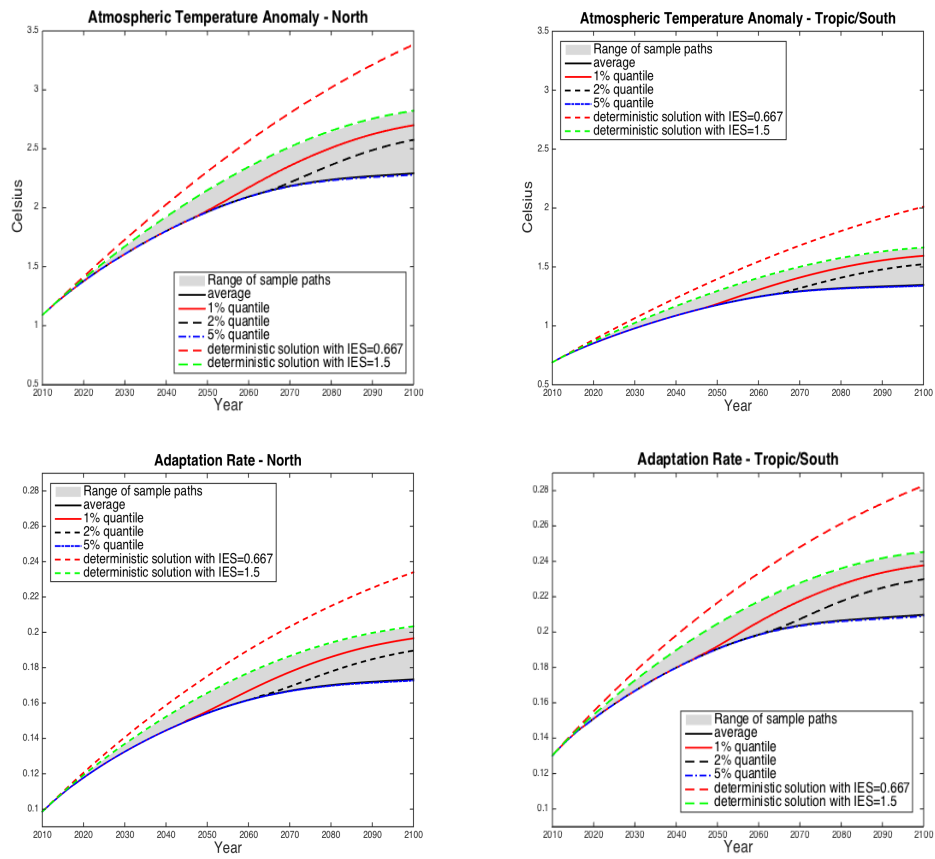 Atmospheric Temperature Anomaly - North
3.5
3
2.5
2
1.5
1
0.5
Celsius
Range of sample paths
average
1% quantile
2% quantile
5% quantile
deterministic solution with IES=0.667
deterministic solution with IES=1.5
2010 2020 2030 2040 2050 2060 2070 2080 2090 2100
Year
Atmospheric Temperature Anomaly - Tropic/South
3.5
3
2.5
2
1.5
1
0.5
Celsius
Range of sample paths
average
1% quantile
2% quantile
5% quantile
deterministic solution with IES=0.667
deterministic solution with IES=1.5
2010 2020 2030 2040 2050 2060 2070 2080 2090 2100
Year
Adaptation Rate - North
0.28
0.26
0.24
0.22
0.2
0.18
0.16
0.14
0.12
0.1
Range of sample paths
average
1% quantile
2% quantile
5% quantile
deterministic solution with IES=0.667
deterministic solution with IES=1.5
2010 2020 2030 2040 2050 2060 2070 2080 2090 2100
Year
Adaptation Rate - Tropic/South
0.28
0.26
0.24
0.22
0.2
0.18
0.16
0.14
0.12
0.1
Range of sample paths
average
1% quantile
2% quantile
5% quantile
deterministic solution with IES=0.667
deterministic solution with IES=1.5
2010 2020 2030 2040 2050 2060 2070 2080 2090 2100
Year